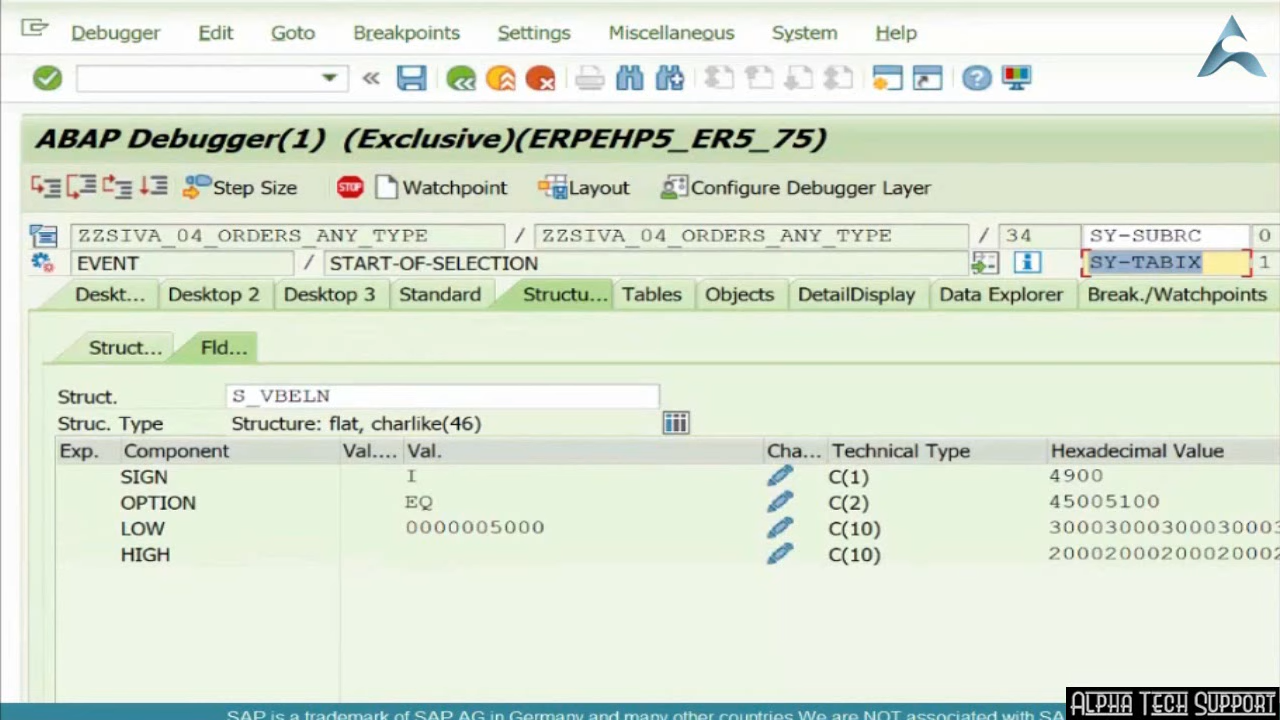 Debugger Edit Goto Breakpoints Settings Miscellaneous System Help
ABAP Debugger(1) (Exclusive)(ERPEHP5_ER5_75)
Step Size STOP Watchpoint Layout Configure Debugger Layer
ZZSIVA_04_ORDERS_ANY_TYPE / ZZSIVA_04_ORDERS_ANY_TYPE / 34 SY-SUBRC 0
EVENT / START-OF-SELECTION SY-TABIX 1
Deskt... Desktop 2 Desktop 3 Standard Structu... Tables Objects DetailDisplay Data Explorer Break./Watchpoints
Struct... Fld...
Struct. S_VBELN
Struc. Type Structure: flat, charlike(46)
Exp. Component Val.... Val. Cha... Technical Type Hexadecimal Value
SIGN I C(1) 4900
OPTION EQ C(2) 45005100
LOW 0000005000 C(10) 30003000300030003
HIGH C(10) 20002000200020002
SAP is a trademark of SAP AG in Germany and many other countries.We are NOT associated with SA
Alpha Tech Support